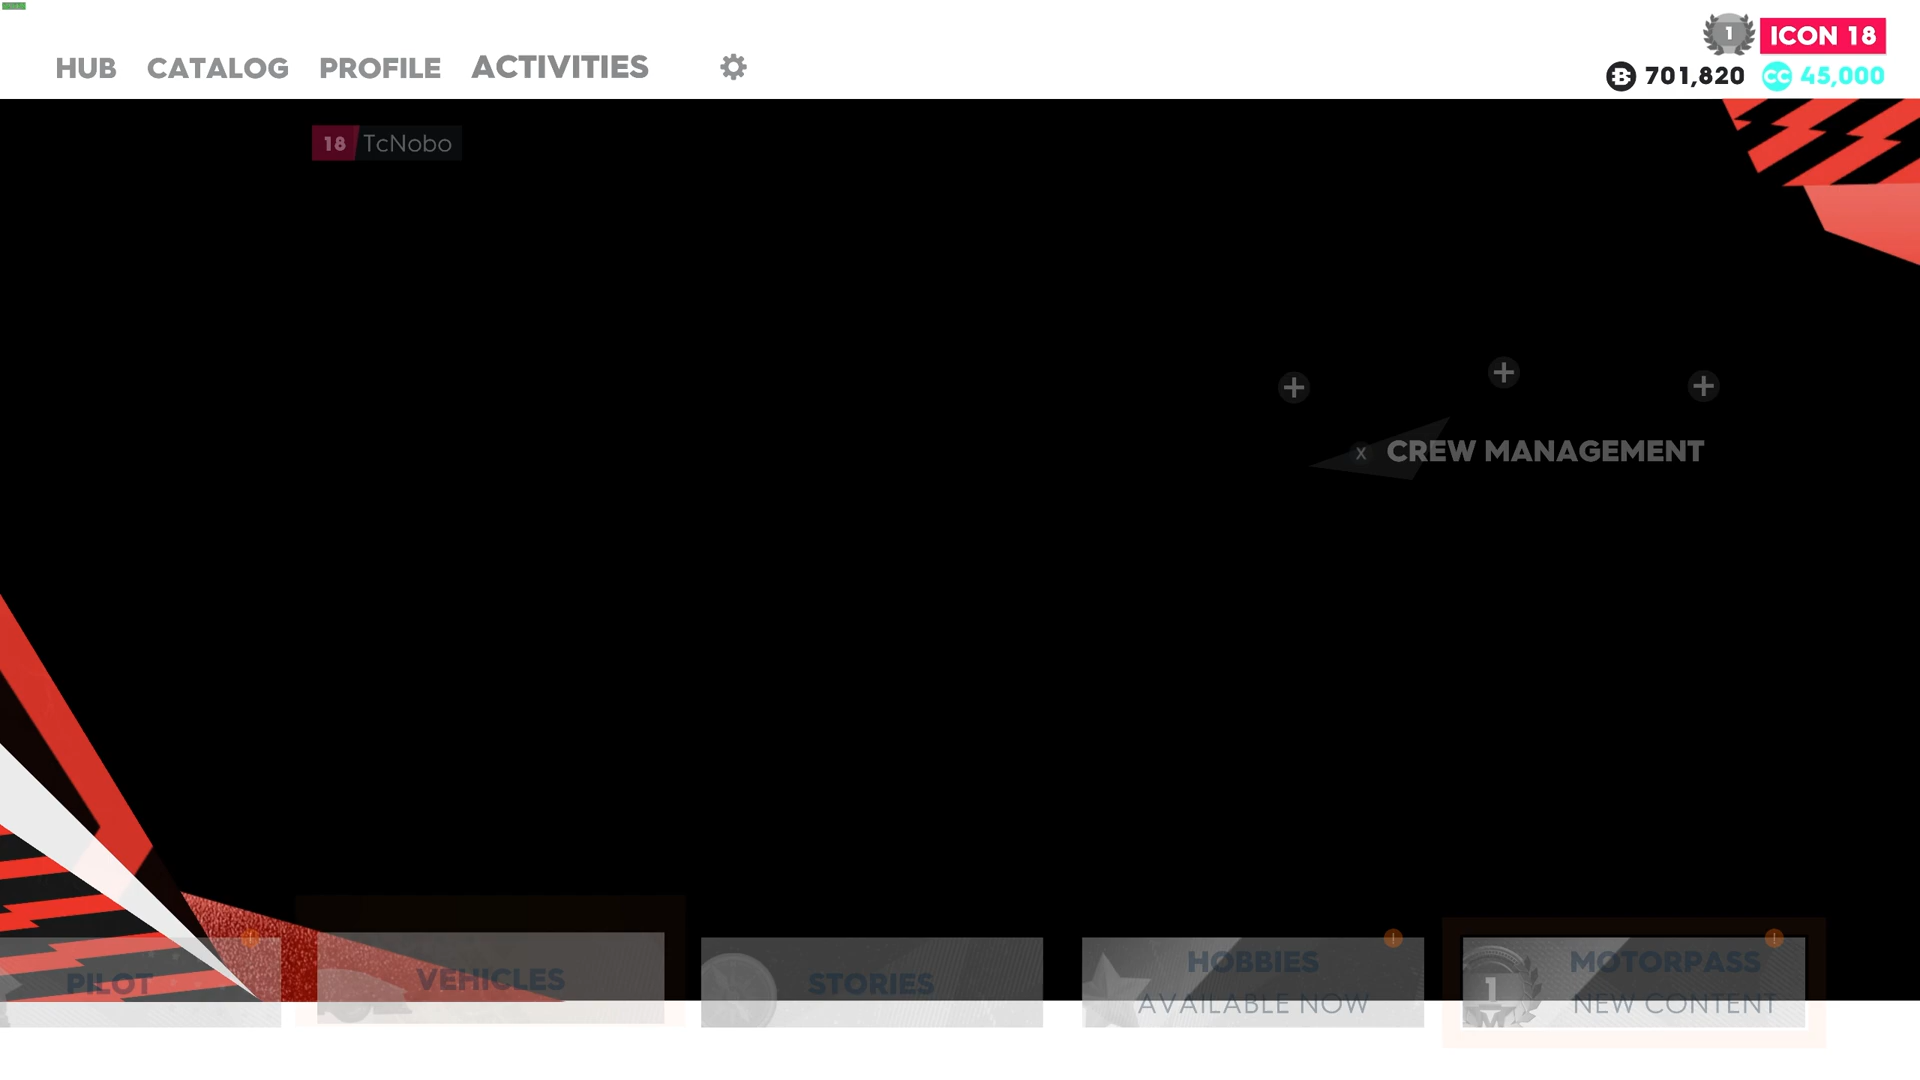 HUB CATALOG PROFILE ACTIVITIES
1 ICON 18
701,820 CC 45,000
18 TcNobo
X CREW MANAGEMENT
PILOT
VEHICLES
STORIES
HOBBIES
AVAILABLE NOW
1
MOTORPASS
NEW CONTENT